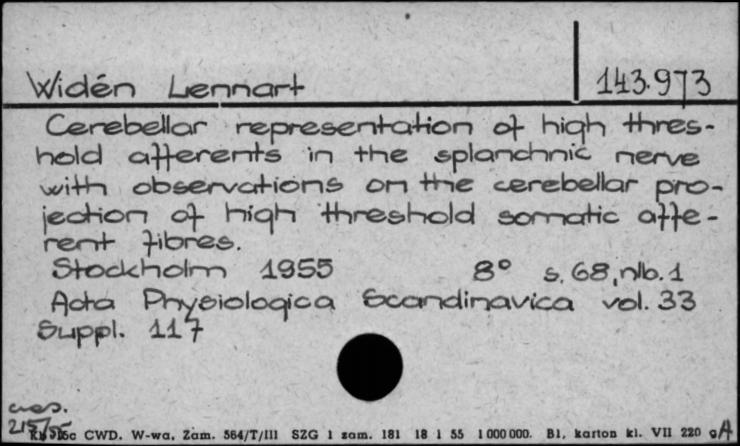 Widén Lennart 143.973
Cerebellar representation of high thres-
hold afferents in the splanchnic nerve
with observations on the cerebellar pro-
jection of high threshold somatic affe-
rent fibres.
Stockholm 1955 8° s. 68, nlb. 1
Acta Physiologica Scandinavica vol. 33
Suppl. 117
CWD. W-wa. Zam. 564/T/III SZG 1 zam. 181 18 1 55 1 000 000. B1. karton kl. VII 220 g A